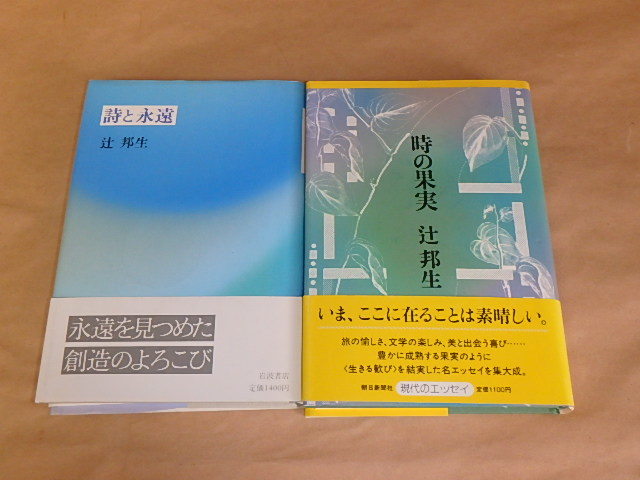 詩と永遠
辻 邦生
永遠を見つめた
創造のよろこび
岩波書店
定価1400円
時の果実 辻 邦生
いま、ここに在ることは素晴しい。
旅の愉しさ、文学の楽しみ、美と出会う喜び……
豊かに成熟する果実のように
〈生きる歓び〉を結実した名エッセイを集大成。
朝日新聞社 現代のエッセイ 定価1100円